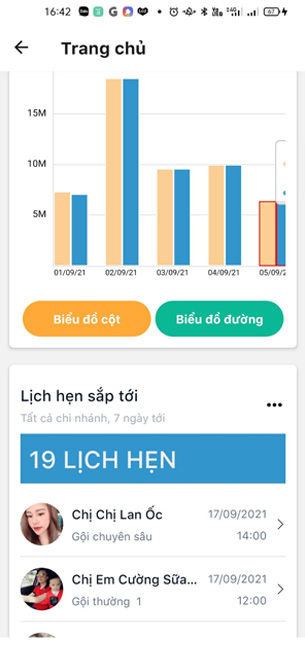 16:42
67
Trang chủ
15M
10M
5M
01/09/21 02/09/21 03/09/21 04/09/21 05/09/2
Biểu đồ cột Biểu đồ đường
Lịch hẹn sắp tới
Tất cả chi nhánh, 7 ngày tới
19 LỊCH HẸN
Chị Chị Lan Ốc 17/09/2021
Gội chuyên sâu 14:00
Chị Em Cường Sữa... 17/09/2021
Gội thường 1 12:00